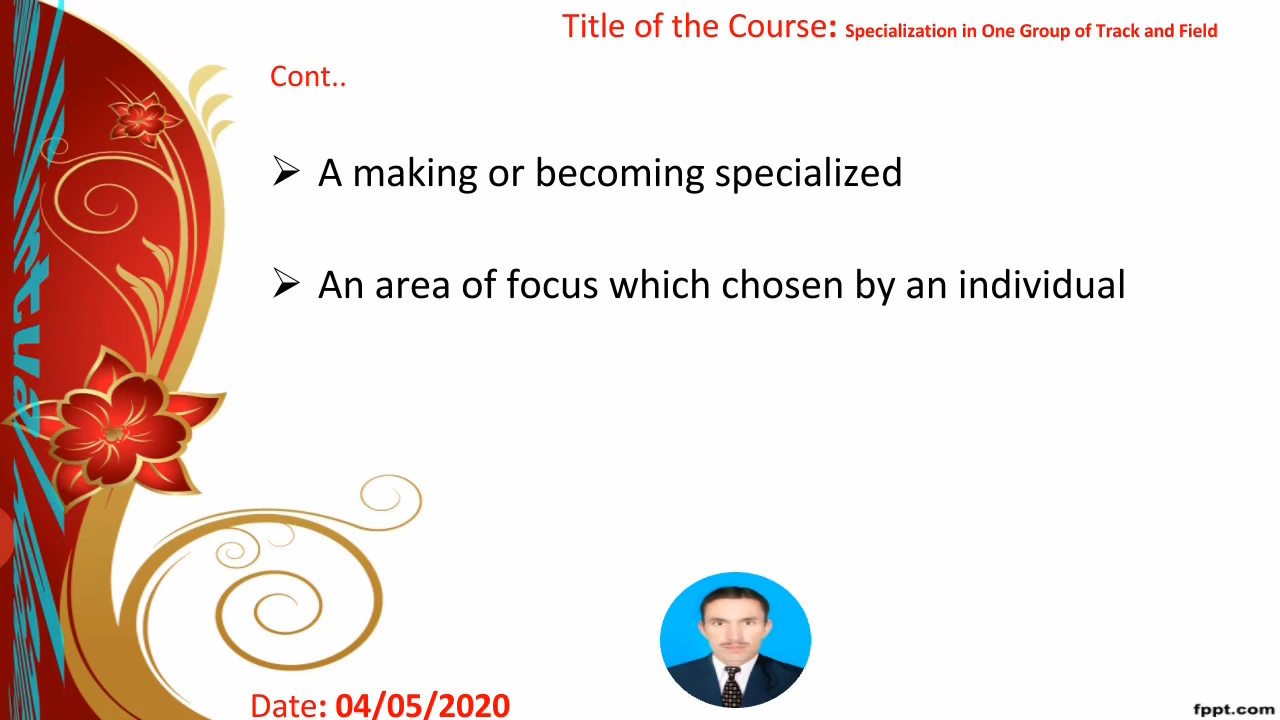 Title of the Course: Specialization in One Group of Track and Field
Cont..
➢ A making or becoming specialized
➢ An area of focus which chosen by an individual
Date: 04/05/2020
fppt.com